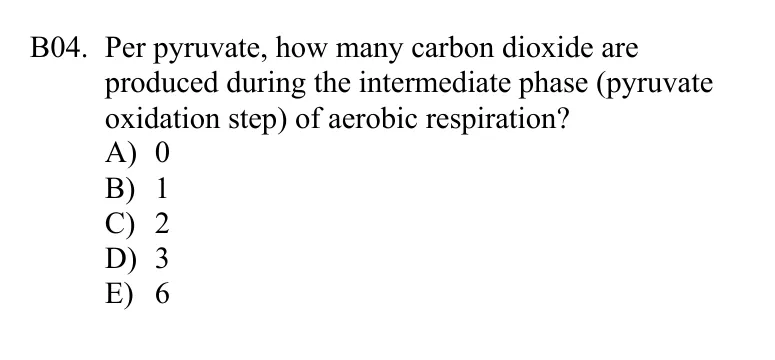 B04. Per pyruvate, how many carbon dioxide are
produced during the intermediate phase (pyruvate
oxidation step) of aerobic respiration?
A) 0
B) 1
C) 2
D) 3
E) 6